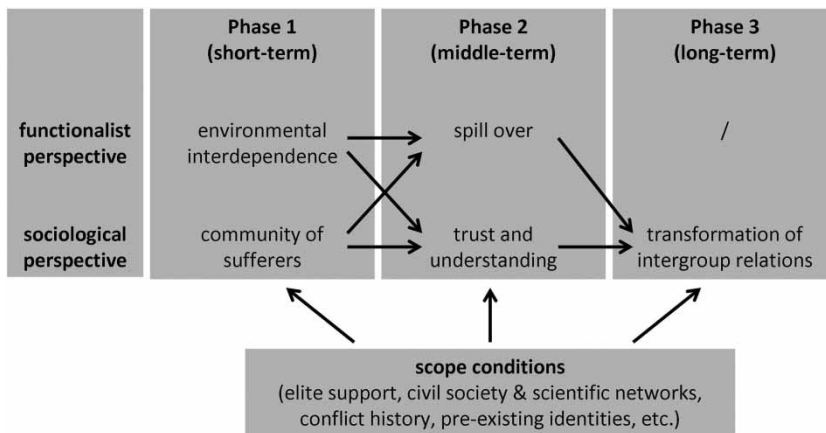 Phase 1
(short-term)
Phase 2
(middle-term)
Phase 3
(long-term)
functionalist
perspective
environmental
interdependence
spill over
/
sociological
perspective
community of
sufferers
trust and
understanding
transformation of
intergroup relations
scope conditions
(elite support, civil society & scientific networks,
conflict history, pre-existing identities, etc.)